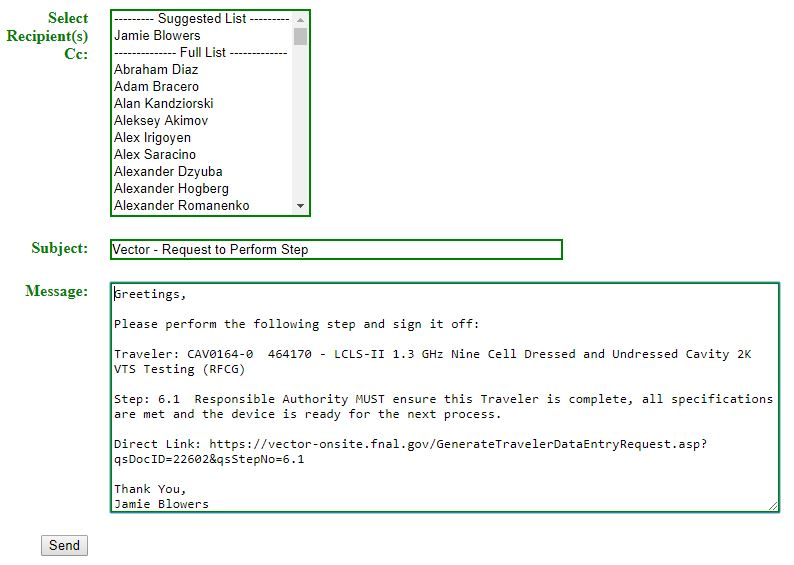 Select
Recipient(s)
Cc:
--------- Suggested List ---------
Jamie Blowers
-------------- Full List -------------
Abraham Diaz
Adam Bracero
Alan Kandziorski
Aleksey Akimov
Alex Irigoyen
Alex Saracino
Alexander Dzyuba
Alexander Hogberg
Alexander Romanenko
Subject:
Vector - Request to Perform Step
Message:
Greetings,
Please perform the following step and sign it off:
Traveler: CAV0164-0  464170 - LCLS-II 1.3 GHz Nine Cell Dressed and Undressed Cavity 2K
VTS Testing (RFCG)
Step: 6.1  Responsible Authority MUST ensure this Traveler is complete, all specifications
are met and the device is ready for the next process.
Direct Link: https://vector-onsite.fnal.gov/GenerateTravelerDataEntryRequest.asp?
qsDocID=22602&qsStepNo=6.1
Thank You,
Jamie Blowers
Send